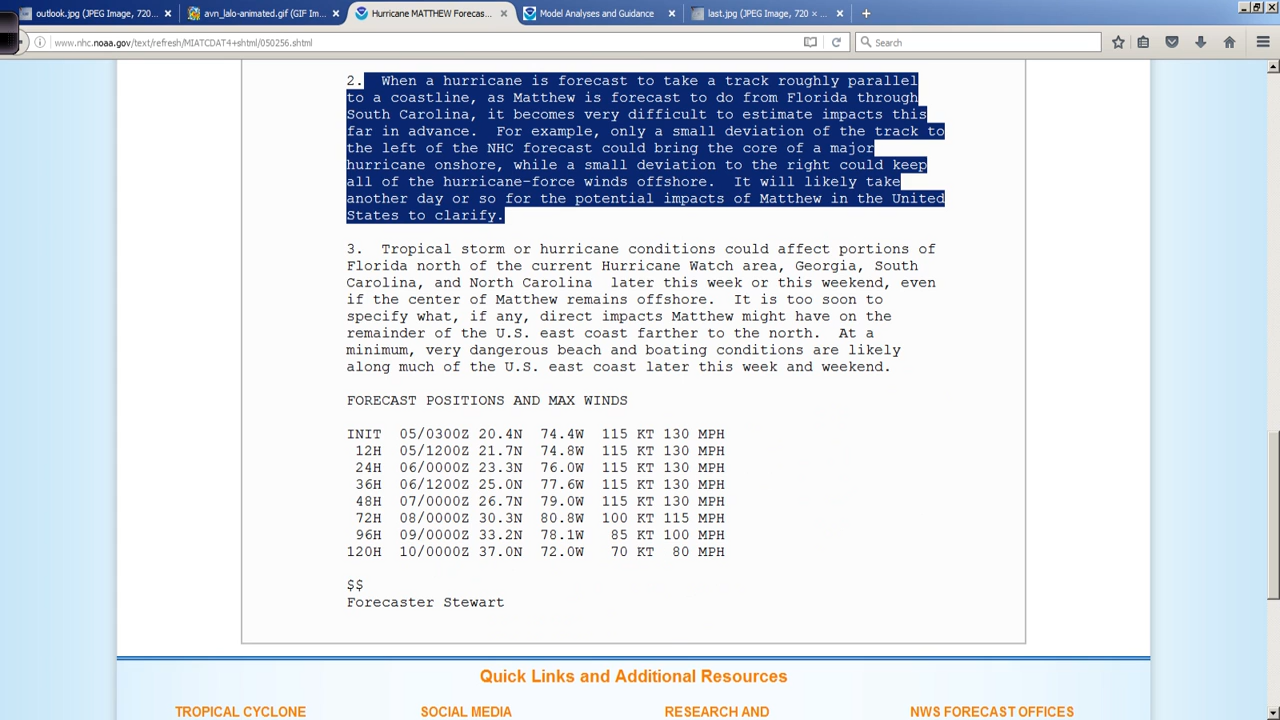 outlook.jpg (JPEG Image, 720...
avn_lalo-animated.gif (GIF Im...
Hurricane MATTHEW Forecas...
Model Analyses and Guidance
last.jpg (JPEG Image, 720 × ...
www.nhc.noaa.gov/text/refresh/MIATCDAT4+shtml/050256.shtml
Search
2.  When a hurricane is forecast to take a track roughly parallel
to a coastline, as Matthew is forecast to do from Florida through
South Carolina, it becomes very difficult to estimate impacts this
far in advance.  For example, only a small deviation of the track to
the left of the NHC forecast could bring the core of a major
hurricane onshore, while a small deviation to the right could keep
all of the hurricane-force winds offshore.  It will likely take
another day or so for the potential impacts of Matthew in the United
States to clarify.
3.  Tropical storm or hurricane conditions could affect portions of
Florida north of the current Hurricane Watch area, Georgia, South
Carolina, and North Carolina  later this week or this weekend, even
if the center of Matthew remains offshore.  It is too soon to
specify what, if any, direct impacts Matthew might have on the
remainder of the U.S. east coast farther to the north.  At a
minimum, very dangerous beach and boating conditions are likely
along much of the U.S. east coast later this week and weekend.
FORECAST POSITIONS AND MAX WINDS
INIT  05/0300Z 20.4N  74.4W  115 KT 130 MPH
12H  05/1200Z 21.7N  74.8W  115 KT 130 MPH
24H  06/0000Z 23.3N  76.0W  115 KT 130 MPH
36H  06/1200Z 25.0N  77.6W  115 KT 130 MPH
48H  07/0000Z 26.7N  79.0W  115 KT 130 MPH
72H  08/0000Z 30.3N  80.8W  100 KT 115 MPH
96H  09/0000Z 33.2N  78.1W   85 KT 100 MPH
120H  10/0000Z 37.0N  72.0W   70 KT  80 MPH
$$
Forecaster Stewart
Quick Links and Additional Resources
TROPICAL CYCLONE
SOCIAL MEDIA
RESEARCH AND
NWS FORECAST OFFICES